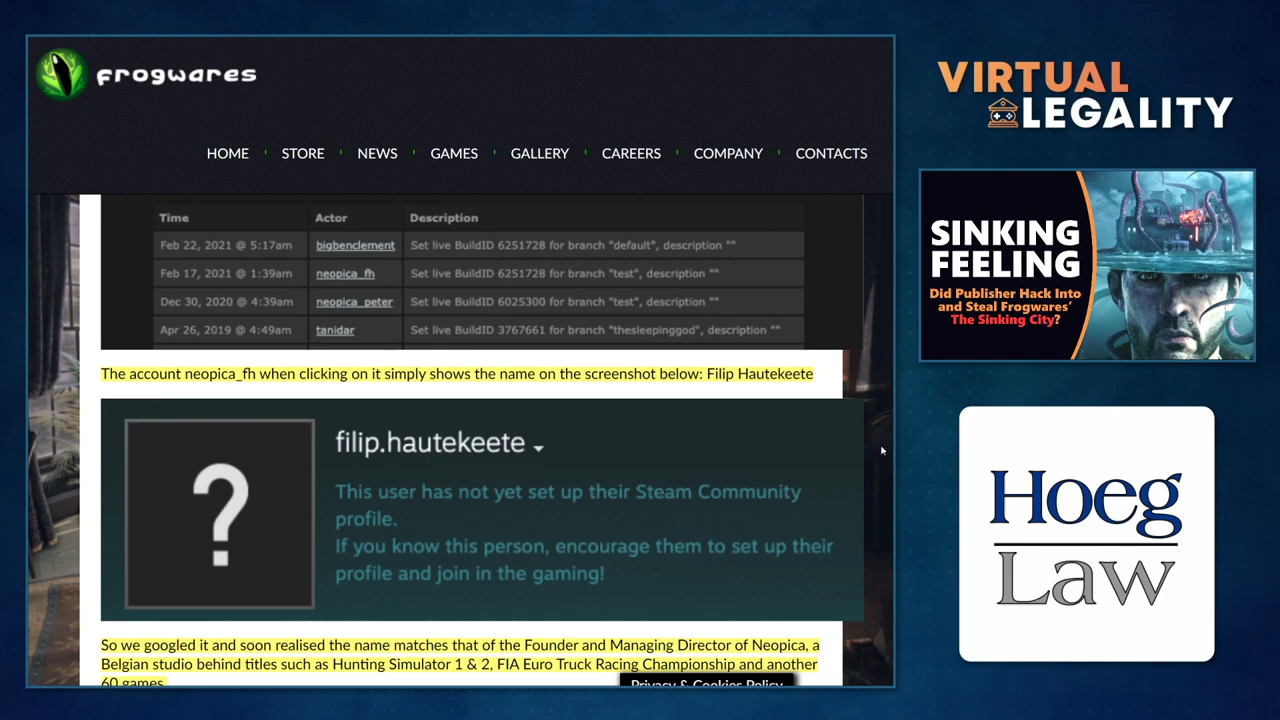 frogwares
HOME STORE NEWS GAMES GALLERY CAREERS COMPANY CONTACTS
Time Actor Description
Feb 22, 2021 @ 5:17am bigbenclement Set live BuildID 6251728 for branch "default", description ""
Feb 17, 2021 @ 1:39am neopica_fh Set live BuildID 6251728 for branch "test", description ""
Dec 30, 2020 @ 4:39am neopica_peter Set live BuildID 6025300 for branch "test", description ""
Apr 26, 2019 @ 4:49am tanidar Set live BuildID 3767661 for branch "thesleepinggod", description ""
The account neopica_fh when clicking on it simply shows the name on the screenshot below: Filip Hautekeete
?
filip.hautekeete
This user has not yet set up their Steam Community
profile.
If you know this person, encourage them to set up their
profile and join in the gaming!
So we googled it and soon realised the name matches that of the Founder and Managing Director of Neopica, a
Belgian studio behind titles such as Hunting Simulator 1 & 2, FIA Euro Truck Racing Championship and another
60 games.
Privacy & Cookies Policy
VIRTUAL
LEGALITY
SINKING
FEELING
Did Publisher Hack Into
and Steal Frogwares'
The Sinking City?
Hoeg
Law